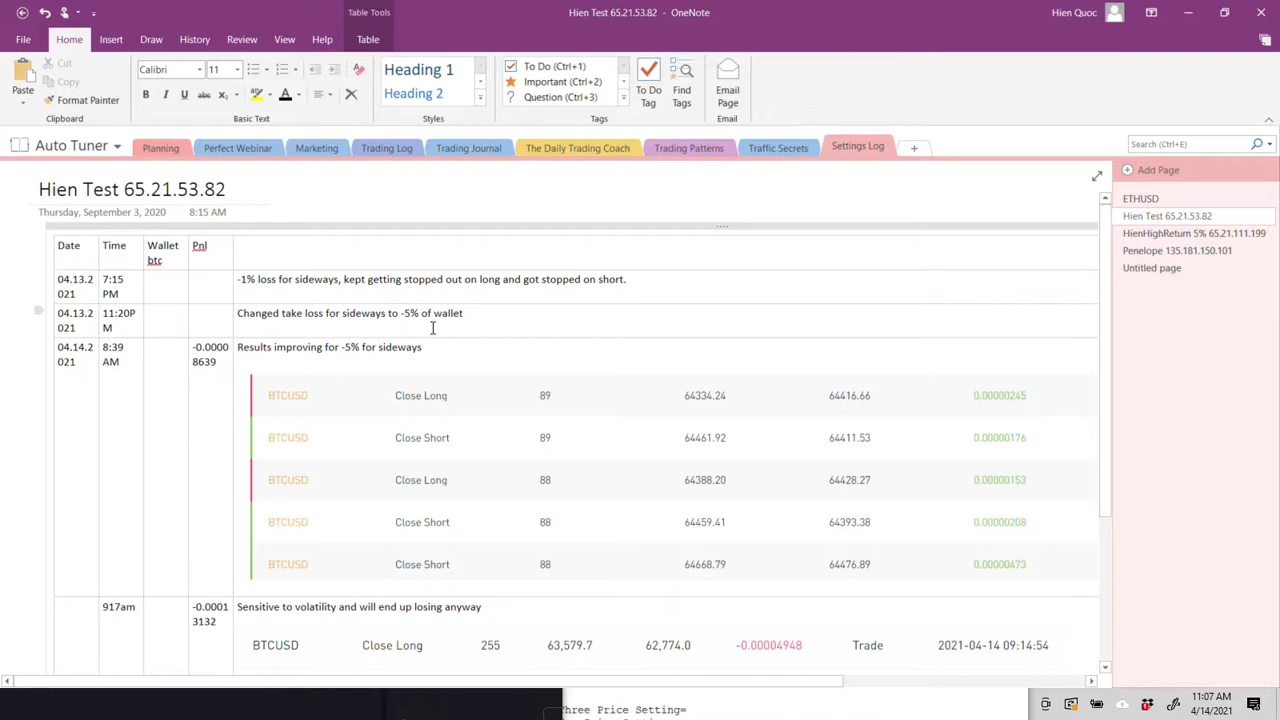 Table Tools
Hien Test 65.21.53.82 - OneNote
Hien Quoc
File Home Insert Draw History Review View Help Table
Paste
Cut
Copy
Format Painter
Clipboard
Calibri 11
B I U abc X2 A
Basic Text
Heading 1
Heading 2
Styles
To Do (Ctrl+1)
Important (Ctrl+2)
Question (Ctrl+3)
To Do Tag
Find Tags
Tags
Email Page
Email
Auto Tuner
Planning Perfect Webinar Marketing Trading Log Trading Journal The Daily Trading Coach Trading Patterns Traffic Secrets Settings Log
Search (Ctrl+E)
Add Page
ETHUSD
Hien Test 65.21.53.82
HienHighReturn 5% 65.21.111.199
Penelope 135.181.150.101
Untitled page
Hien Test 65.21.53.82
Thursday, September 3, 2020 8:15 AM
Date Time Wallet btc Pnl
04.13.2021 7:15 PM -1% loss for sideways, kept getting stopped out on long and got stopped on short.
04.13.2021 11:20PM Changed take loss for sideways to -5% of wallet
04.14.2021 8:39 AM -0.00008639 Results improving for -5% for sideways
BTCUSD Close Long 89 64334.24 64416.66 0.00000245
BTCUSD Close Short 89 64461.92 64411.53 0.00000176
BTCUSD Close Long 88 64388.20 64428.27 0.00000153
BTCUSD Close Short 88 64459.41 64393.38 0.00000208
BTCUSD Close Short 88 64668.79 64476.89 0.00000473
917am -0.00013132 Sensitive to volatility and will end up losing anyway
BTCUSD Close Long 255 63,579.7 62,774.0 -0.00004948 Trade 2021-04-14 09:14:54
Three Price Setting=
11:07 AM
4/14/2021